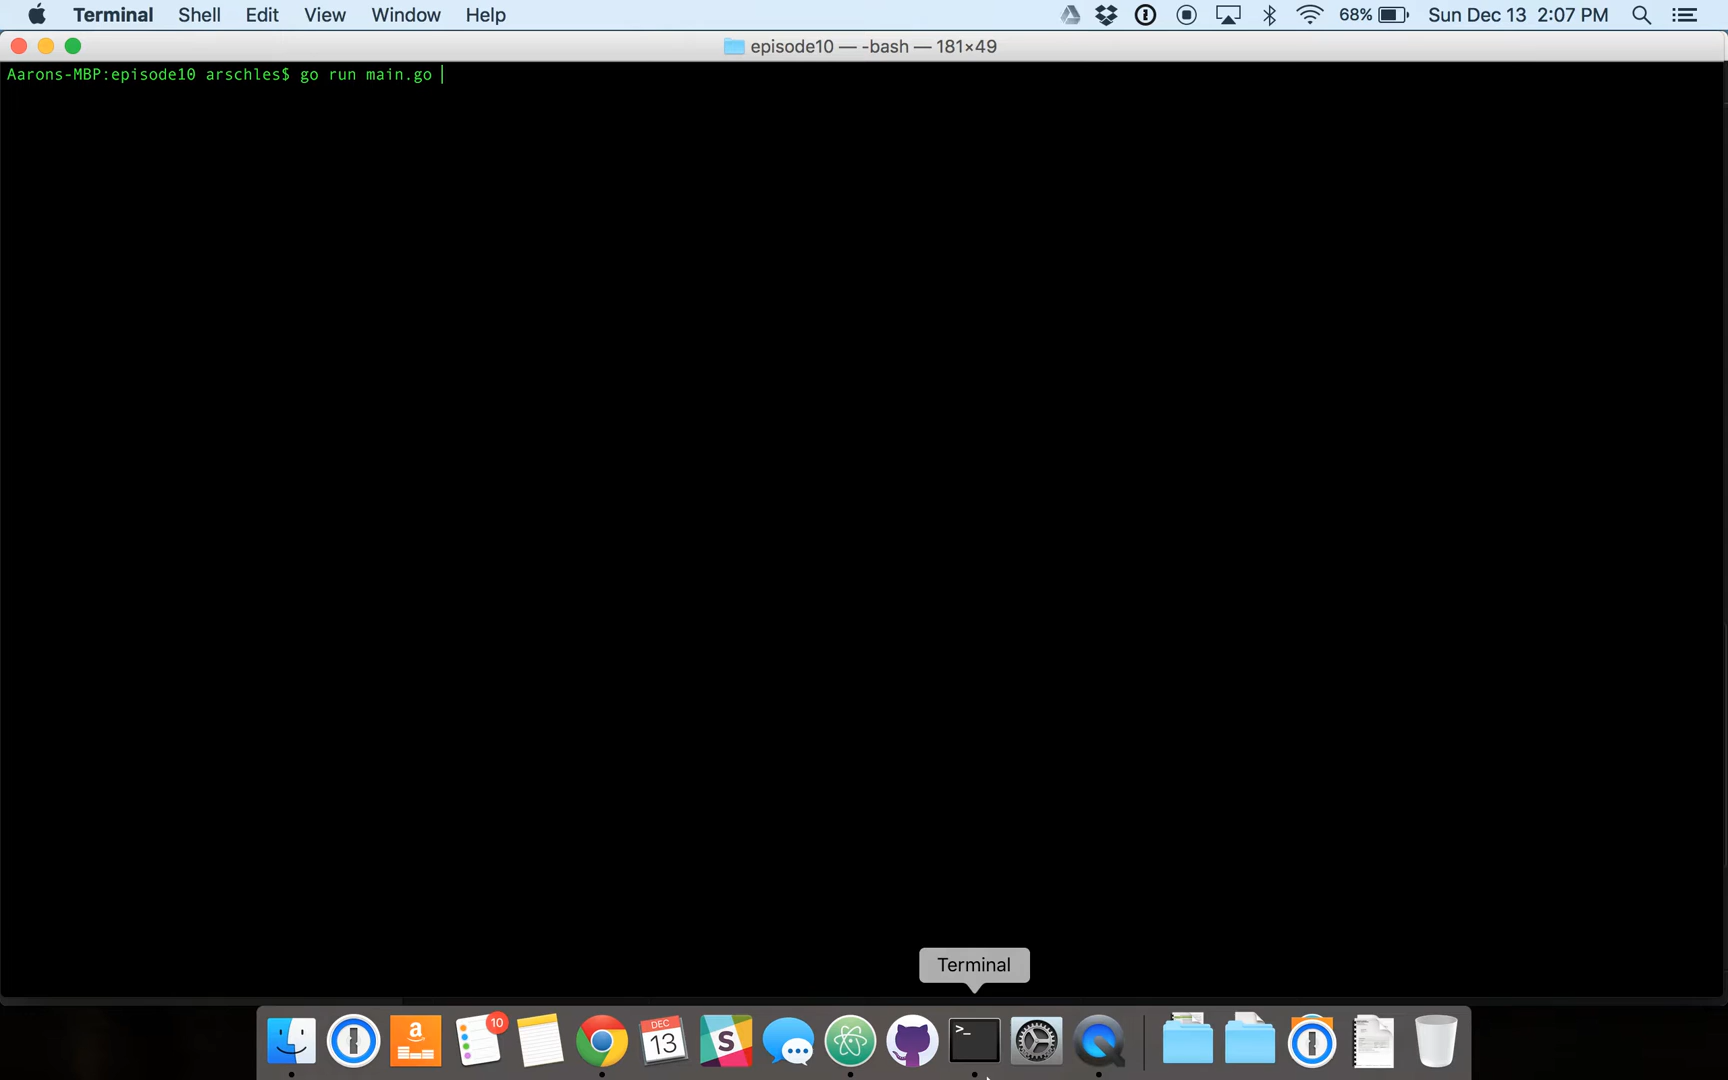 Terminal Shell Edit View Window Help 68% Sun Dec 13 2:07 PM
episode10 — -bash — 181×49
Aarons-MBP:episode10 arschles$ go run main.go
Terminal
10
DEC
13
a
S
>_